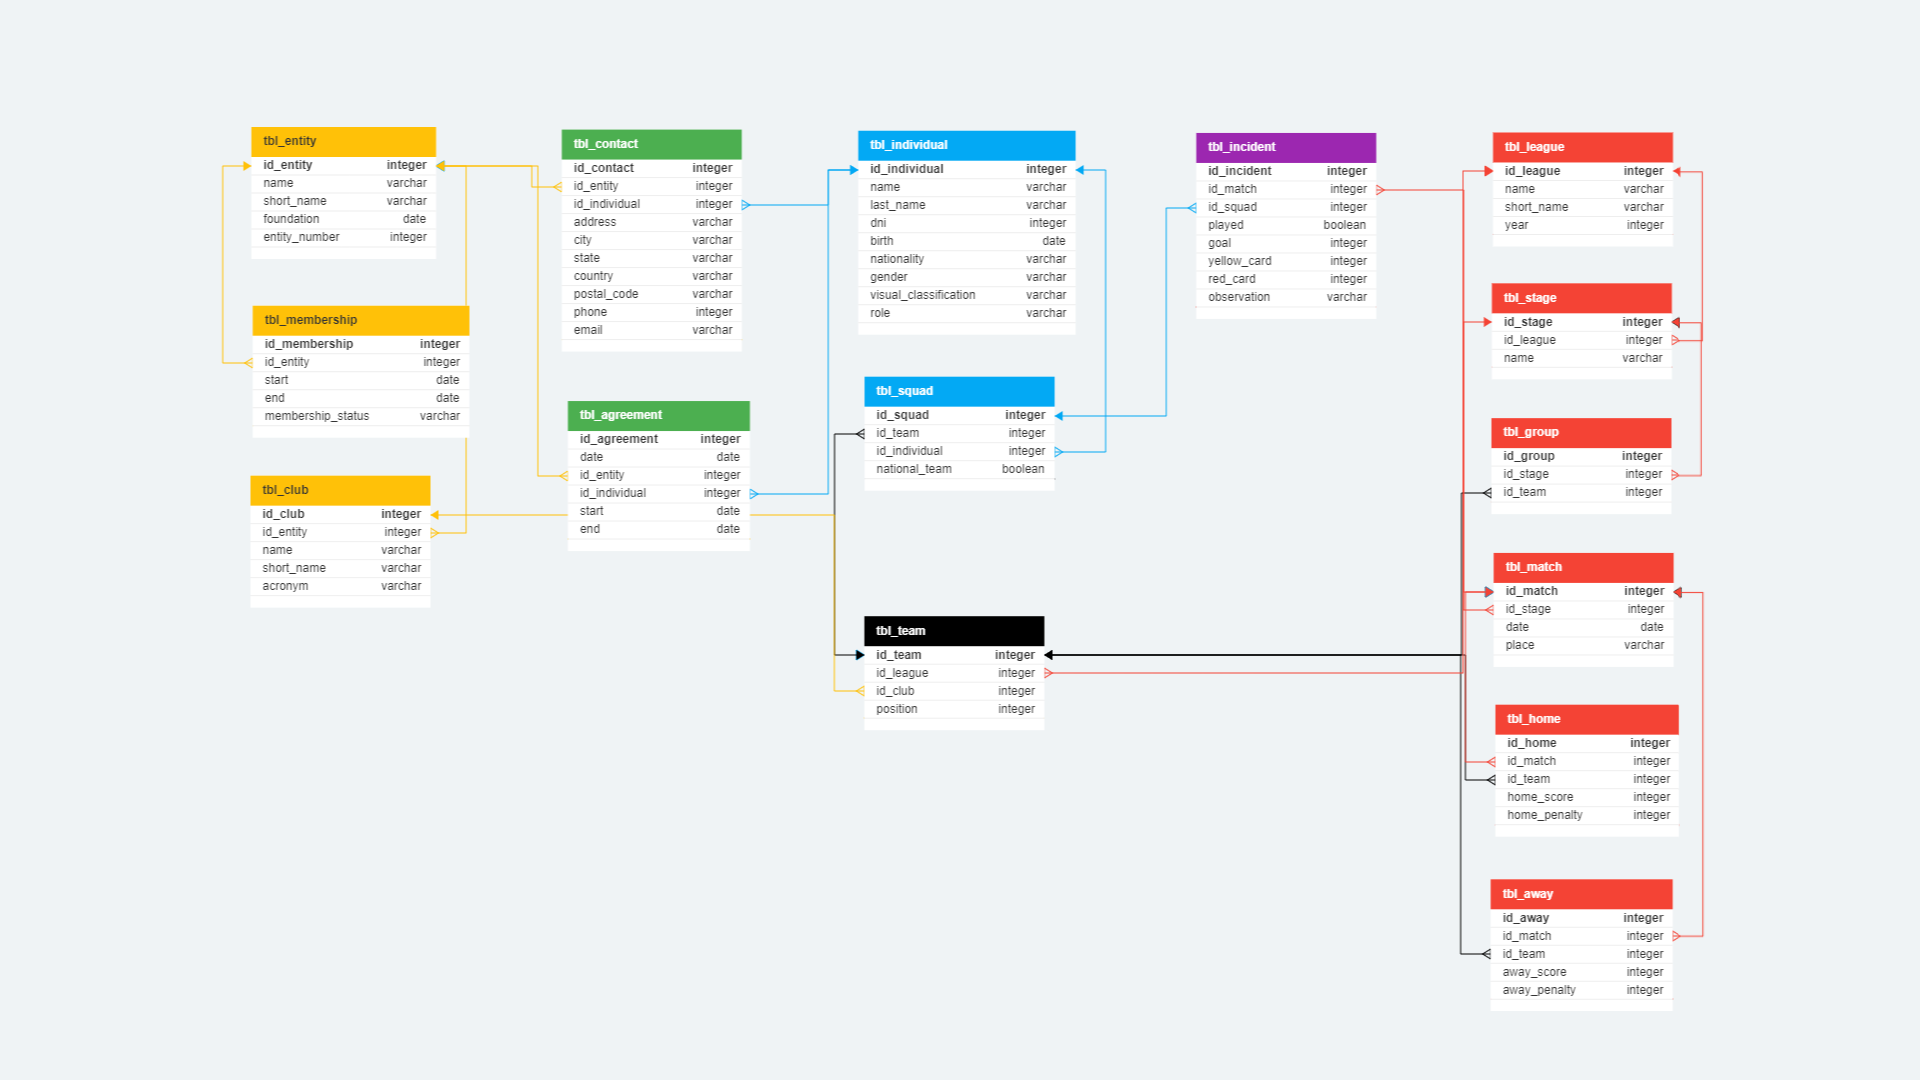 tbl_entity
id_entity integer
name varchar
short_name varchar
foundation date
entity_number integer
tbl_membership
id_membership integer
id_entity integer
start date
end date
membership_status varchar
tbl_club
id_club integer
id_entity integer
name varchar
short_name varchar
acronym varchar
tbl_contact
id_contact integer
id_entity integer
id_individual integer
address varchar
city varchar
state varchar
country varchar
postal_code varchar
phone integer
email varchar
tbl_agreement
id_agreement integer
date date
id_entity integer
id_individual integer
start date
end date
tbl_individual
id_individual integer
name varchar
last_name varchar
dni integer
birth date
nationality varchar
gender varchar
visual_classification varchar
role varchar
tbl_squad
id_squad integer
id_team integer
id_individual integer
national_team boolean
tbl_team
id_team integer
id_league integer
id_club integer
position integer
tbl_incident
id_incident integer
id_match integer
id_squad integer
played boolean
goal integer
yellow_card integer
red_card integer
observation varchar
tbl_league
id_league integer
name varchar
short_name varchar
year integer
tbl_stage
id_stage integer
id_league integer
name varchar
tbl_group
id_group integer
id_stage integer
id_team integer
tbl_match
id_match integer
id_stage integer
date date
place varchar
tbl_home
id_home integer
id_match integer
id_team integer
home_score integer
home_penalty integer
tbl_away
id_away integer
id_match integer
id_team integer
away_score integer
away_penalty integer